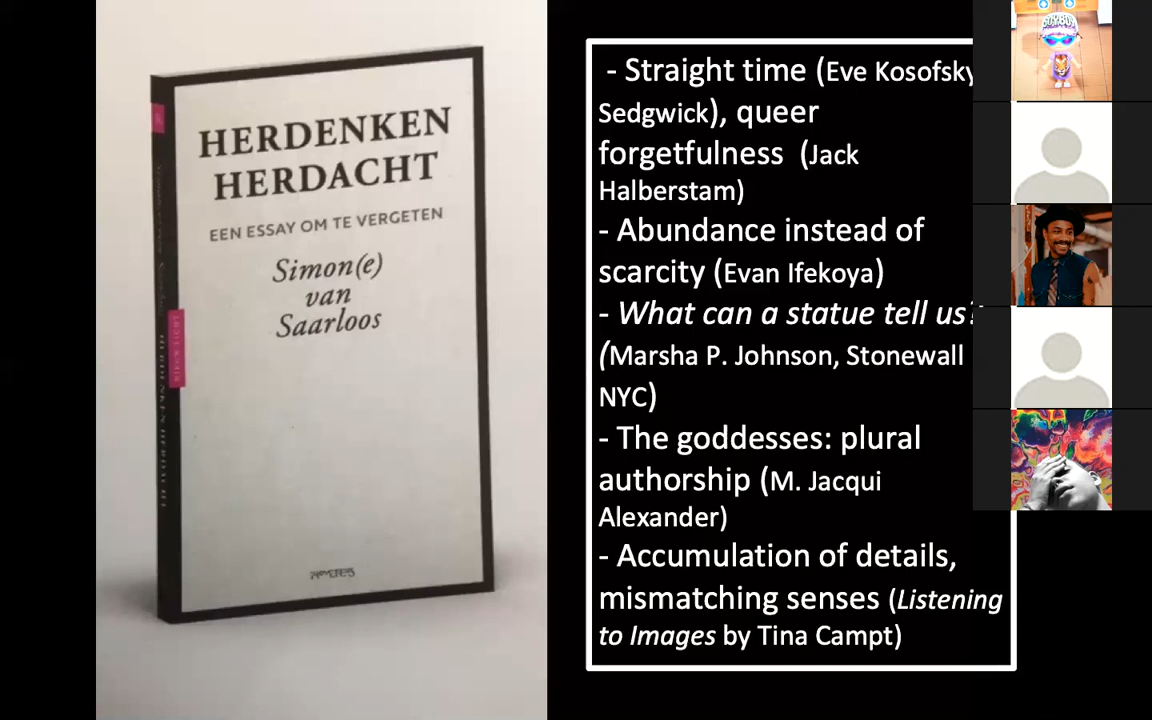 HERDENKEN
HERDACHT
EEN ESSAY OM TE VERGETEN
Simon(e)
van
Saarloos
NIEUW LICHT
- Straight time (Eve Kosofsky
Sedgwick), queer
forgetfulness (Jack
Halberstam)
- Abundance instead of
scarcity (Evan Ifekoya)
- What can a statue tell us?
(Marsha P. Johnson, Stonewall
NYC)
- The goddesses: plural
authorship (M. Jacqui
Alexander)
- Accumulation of details,
mismatching senses (Listening
to Images by Tina Campt)